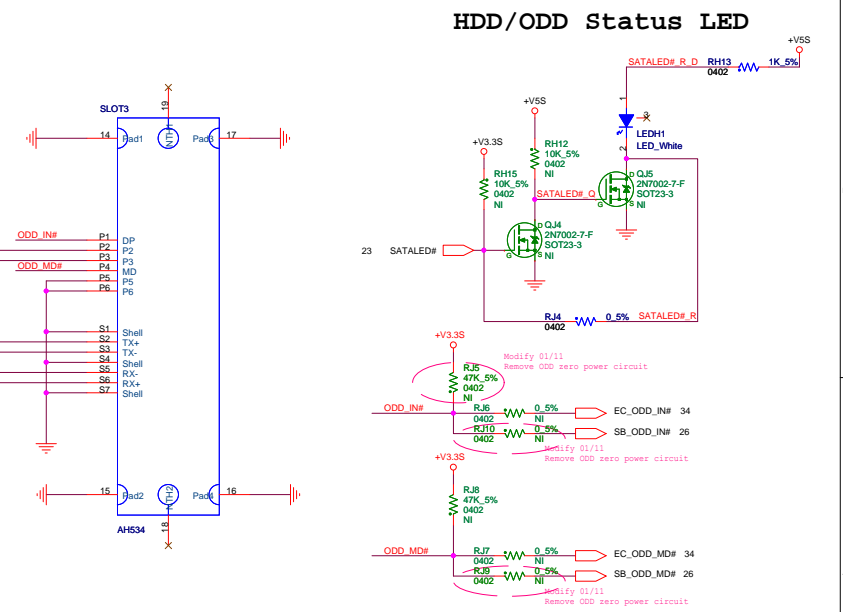 HDD/ODD Status LED
+V5S
SATALED#_R_D
RH13
1K_5%
0402
1
3
LEDH1
LED_White
2
+V5S
RH12
10K_5%
0402
NI
+V3.3S
RH15
10K_5%
0402
NI
SATALED#_Q
D
QJ5
2N7002-7-F
SOT23-3
G
S
NI
D
QJ4
2N7002-7-F
SOT23-3
G
S
NI
23
SATALED#
RJ4
0_5%
SATALED#_R
0402
SLOT3
19
NTH1
14
Pad1
Pad3
17
ODD_IN#
P1
DP
P2
P2
P3
P3
ODD_MD#
P4
MD
P5
P5
P6
P6
S1
Shell
S2
TX+
S3
TX-
S4
Shell
S5
RX-
S6
RX+
S7
Shell
15
Pad2
NTH2
Pad4
16
18
AH534
+V3.3S
Modify 01/11
Remove ODD zero power circuit
RJ5
47K_5%
0402
NI
ODD_IN#
RJ6
0_5%
EC_ODD_IN# 34
0402
NI
RJ10
0_5%
SB_ODD_IN# 26
0402
NI
Modify 01/11
Remove ODD zero power circuit
+V3.3S
RJ8
47K_5%
0402
NI
ODD_MD#
RJ7
0_5%
EC_ODD_MD# 34
0402
NI
RJ9
0_5%
SB_ODD_MD# 26
0402
NI
Modify 01/11
Remove ODD zero power circuit